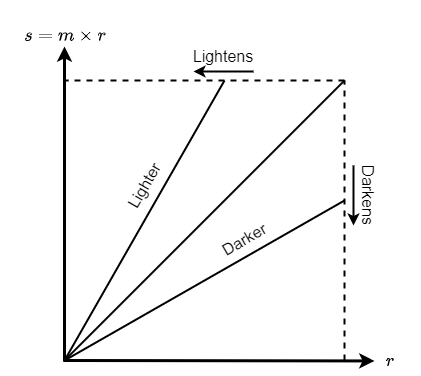 s = m × r
Lightens
Lighter
Darkens
Darker
r